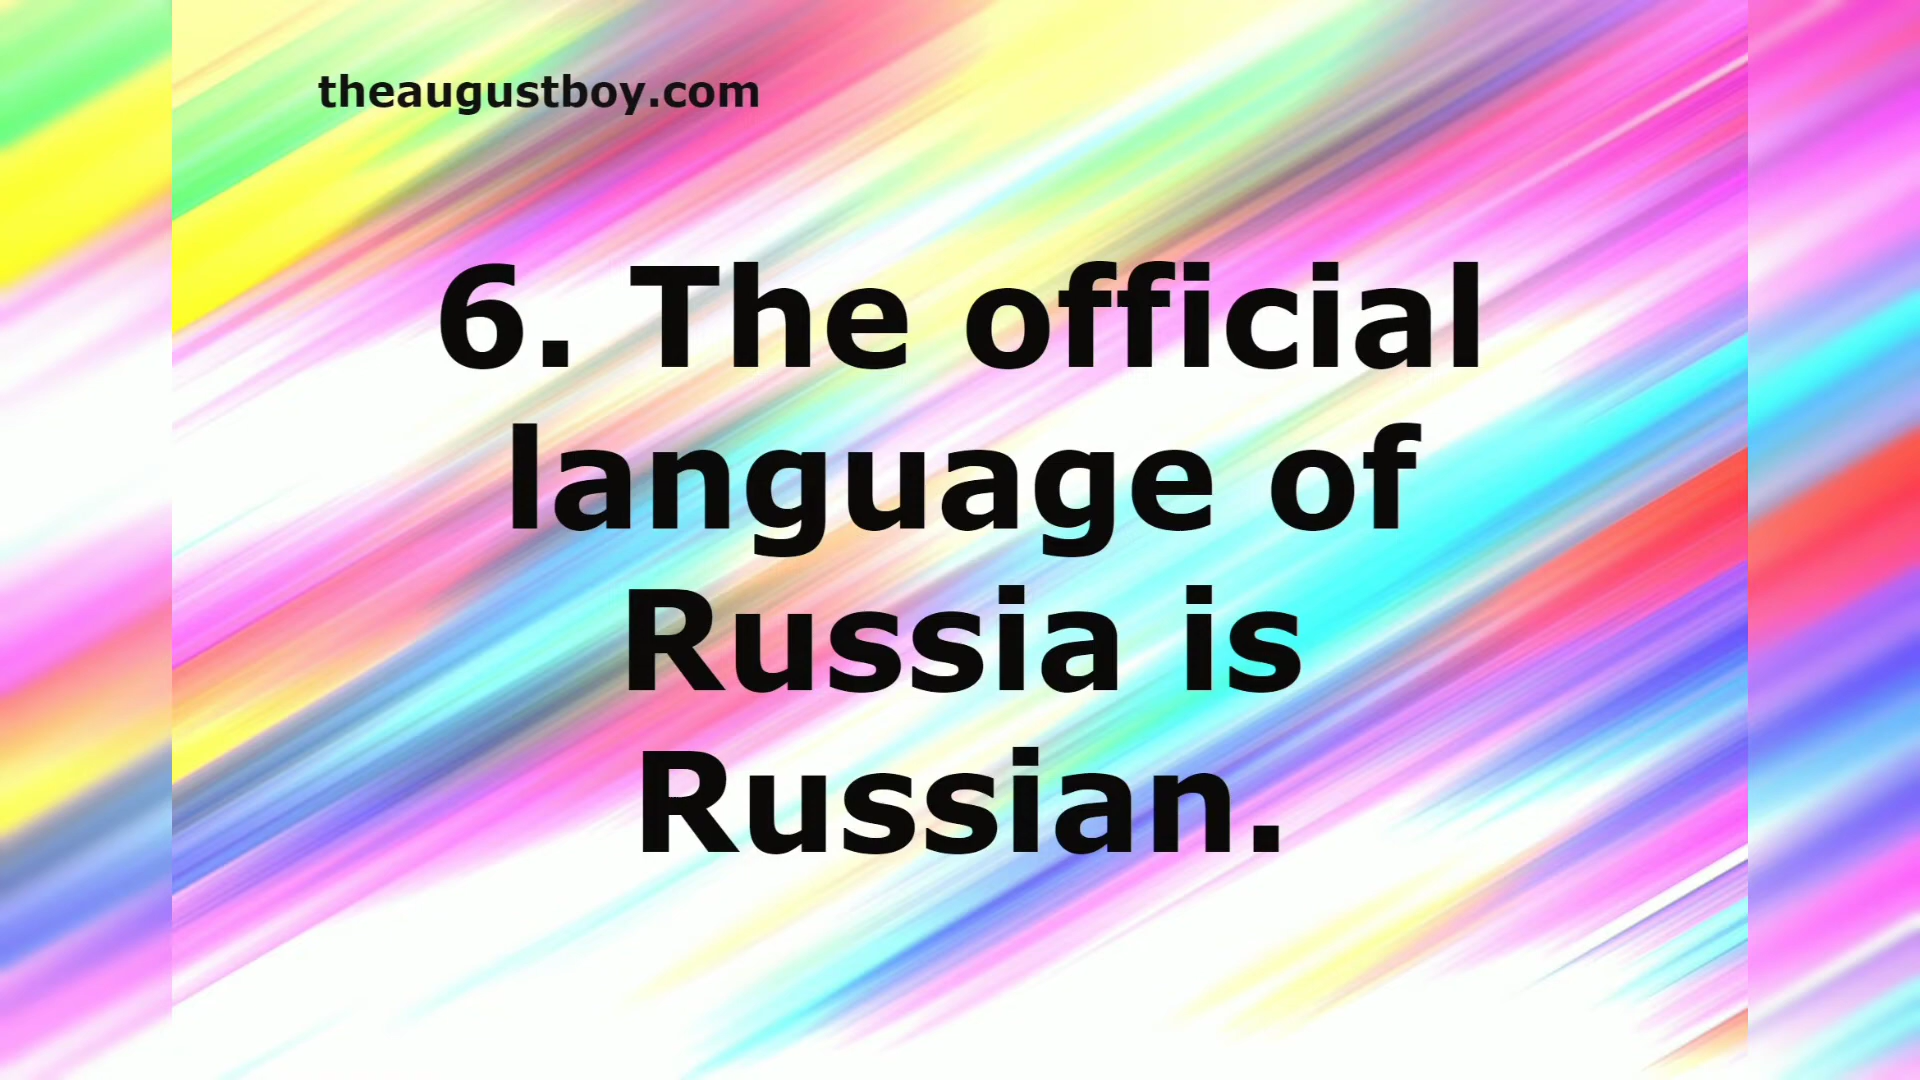 theaugustboy.com
6. The official
language of
Russia is
Russian.